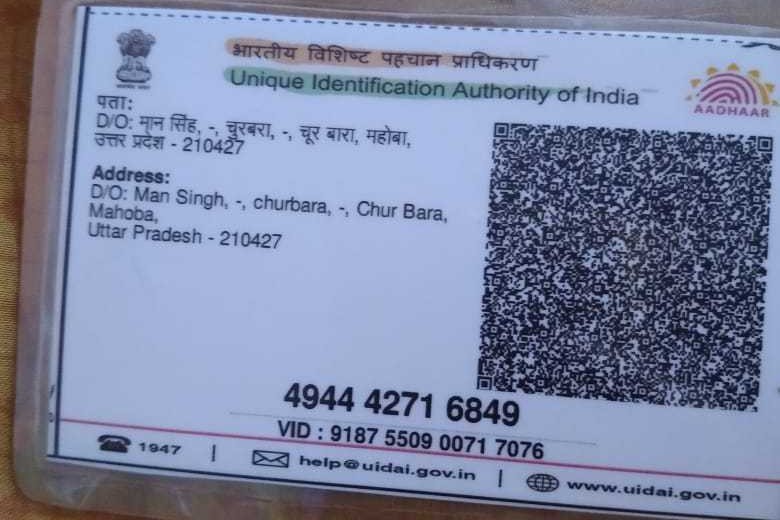 भारतीय विशिष्ट पहचान प्राधिकरण
Unique Identification Authority of India
AADHAAR
पता:
D/O: मान सिंह, -, चुरबरा, -, चूर बारा, महोबा,
उत्तर प्रदेश - 210427
Address:
D/O: Man Singh, -, churbara, -, Chur Bara,
Mahoba,
Uttar Pradesh - 210427
4944 4271 6849
VID : 9187 5509 0071 7076
1947 | help@uidai.gov.in | www.uidai.gov.in